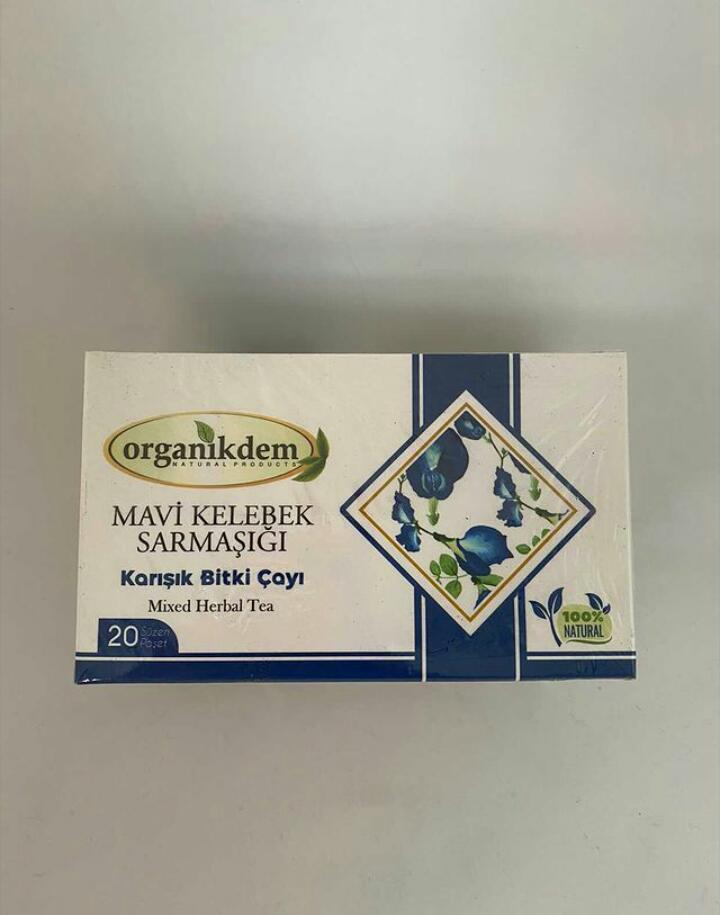 organikdem
NATURAL PRODUCTS
MAVİ KELEBEK
SARMAŞIĞI
Karışık Bitki Çayı
Mixed Herbal Tea
20 Süzen
Poşet
100%
NATURAL